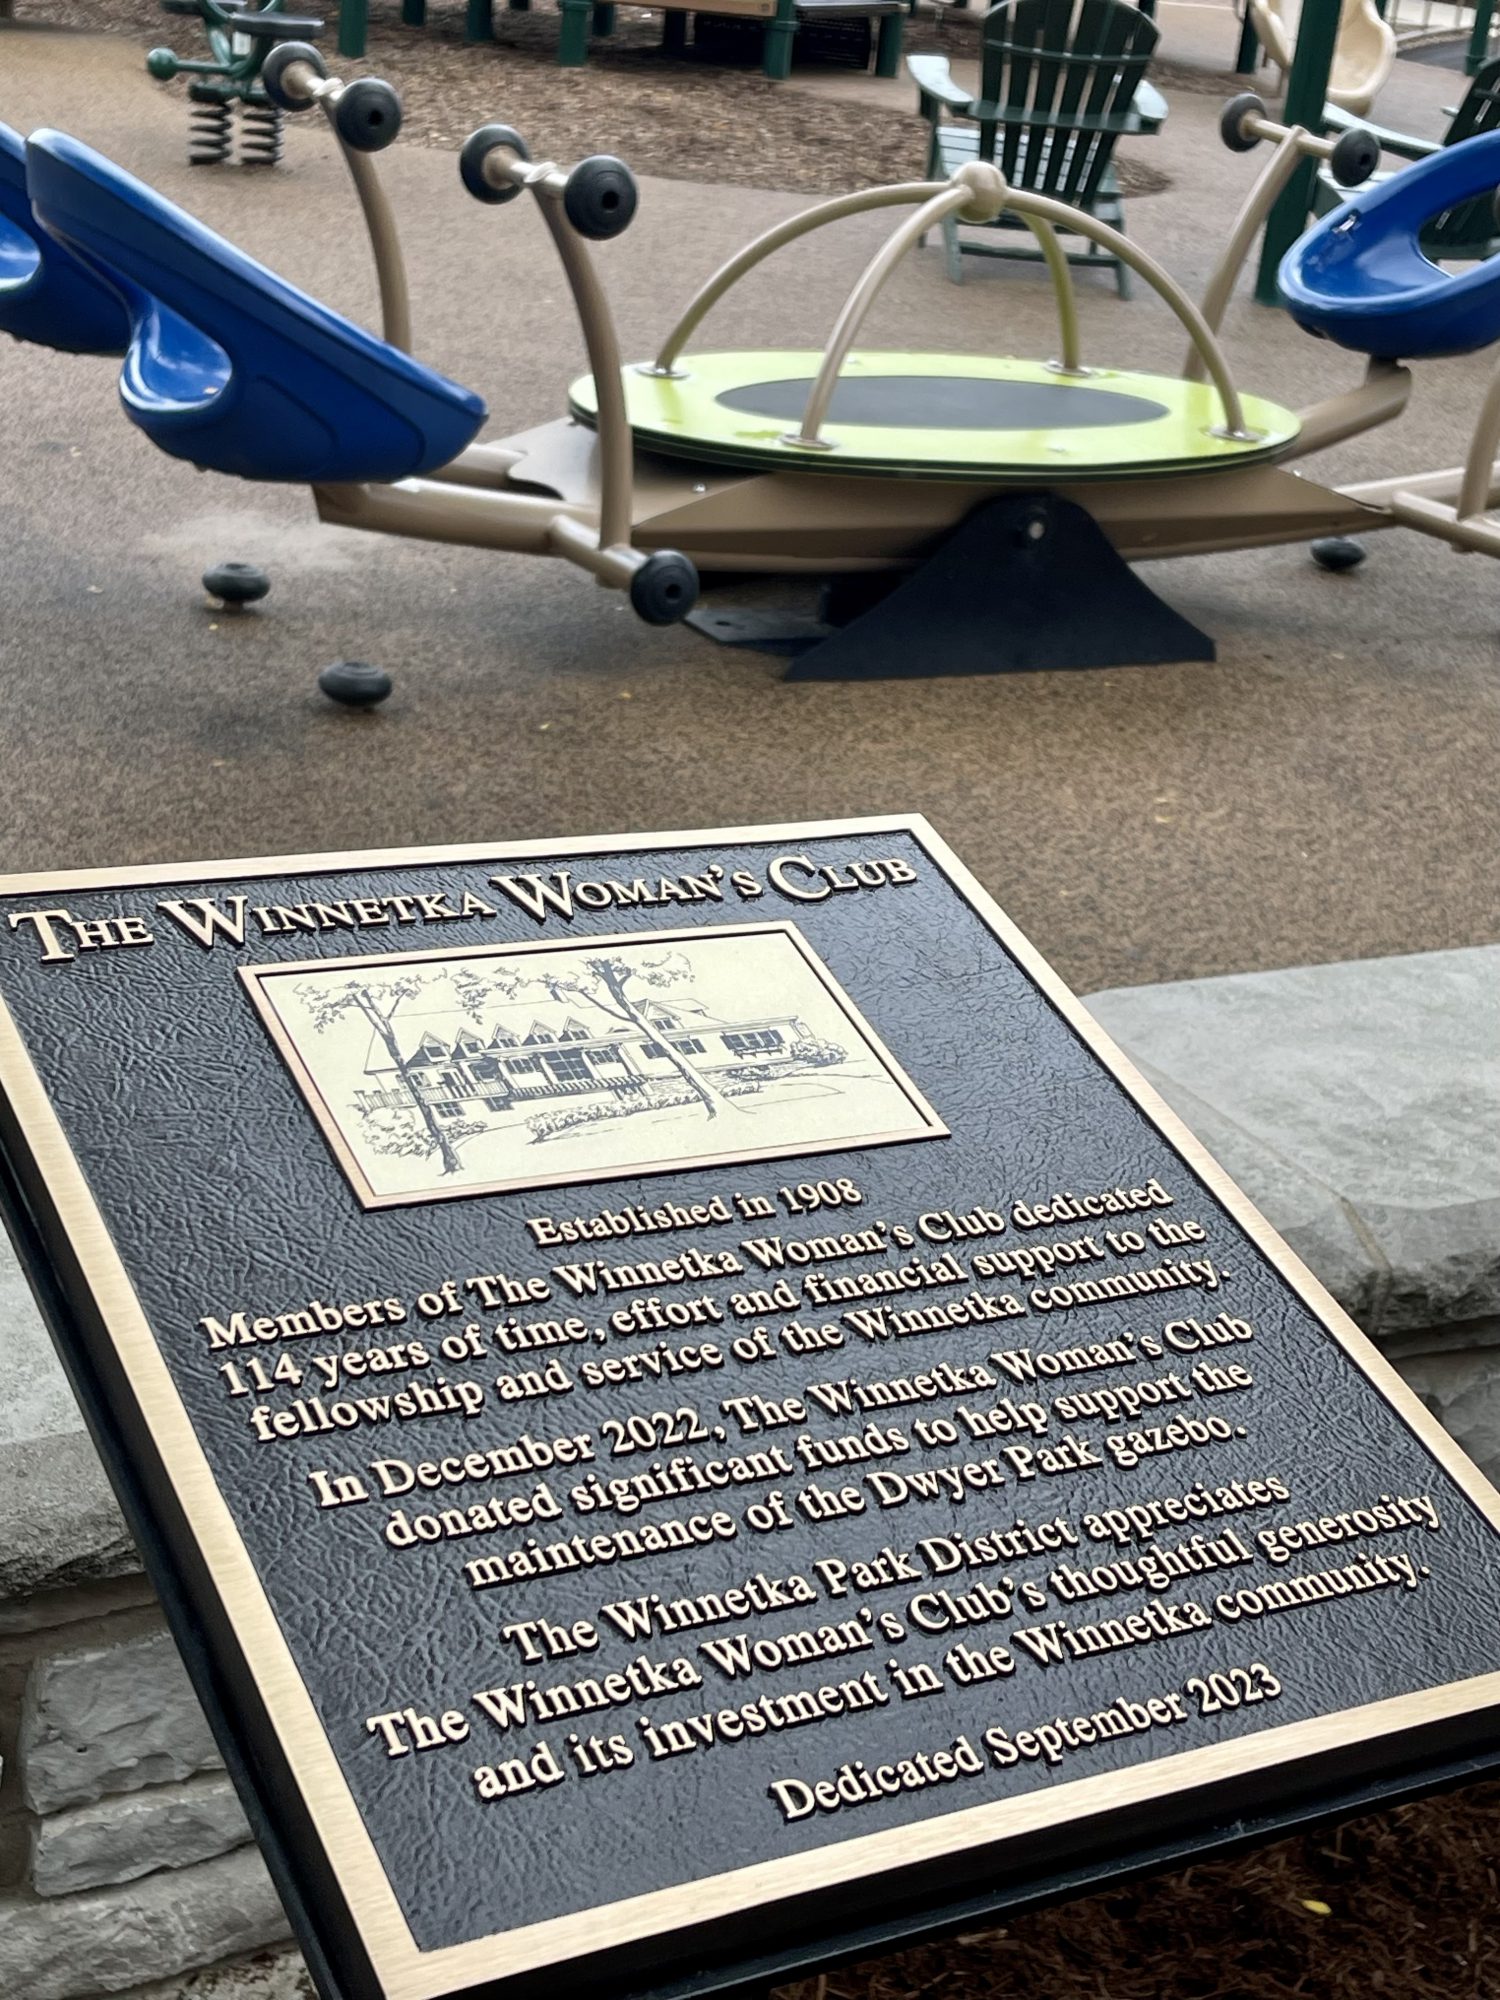 The Winnetka Woman's Club
Established in 1908
Members of The Winnetka Woman's Club dedicated
114 years of time, effort and financial support to the
fellowship and service of the Winnetka community.
In December 2022, The Winnetka Woman's Club
donated significant funds to help support the
maintenance of the Dwyer Park gazebo.
The Winnetka Park District appreciates
The Winnetka Woman's Club's thoughtful generosity
and its investment in the Winnetka community.
Dedicated September 2023